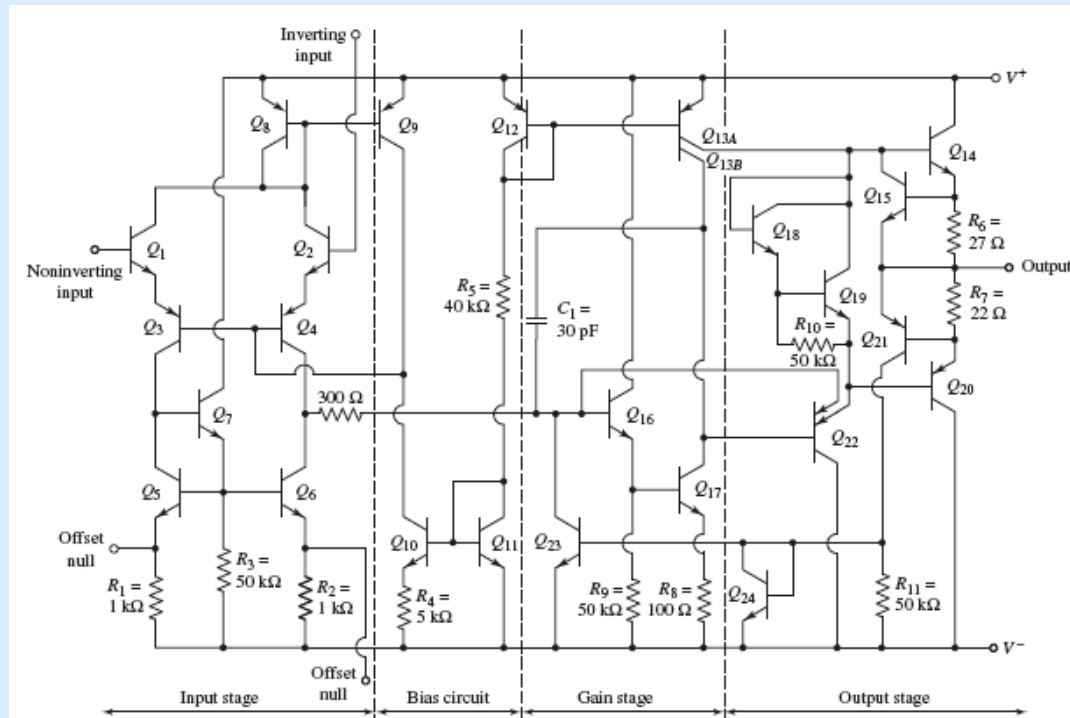 Inverting
input
V⁺
Q₈
Q₉
Q₁₂
Q₁₃A
Q₁₃B
Q₁₄
Q₁₅
R₆ =
27 Ω
Q₁
Q₂
Q₁₈
Noninverting
input
Output
R₅ =
40 kΩ
C₁ =
30 pF
Q₁₉
R₇ =
22 Ω
Q₃
Q₄
R₁₀ =
50 kΩ
Q₂₁
300 Ω
Q₇
Q₁₆
Q₂₀
Q₂₂
Q₅
Q₆
Q₁₇
Offset
null
Q₁₀
Q₁₁
Q₂₃
R₁ =
1 kΩ
R₃ =
50 kΩ
R₂ =
1 kΩ
R₄ =
5 kΩ
R₉ =
50 kΩ
R₈ =
100 Ω
Q₂₄
R₁₁ =
50 kΩ
V⁻
Offset
null
Input stage
Bias circuit
Gain stage
Output stage